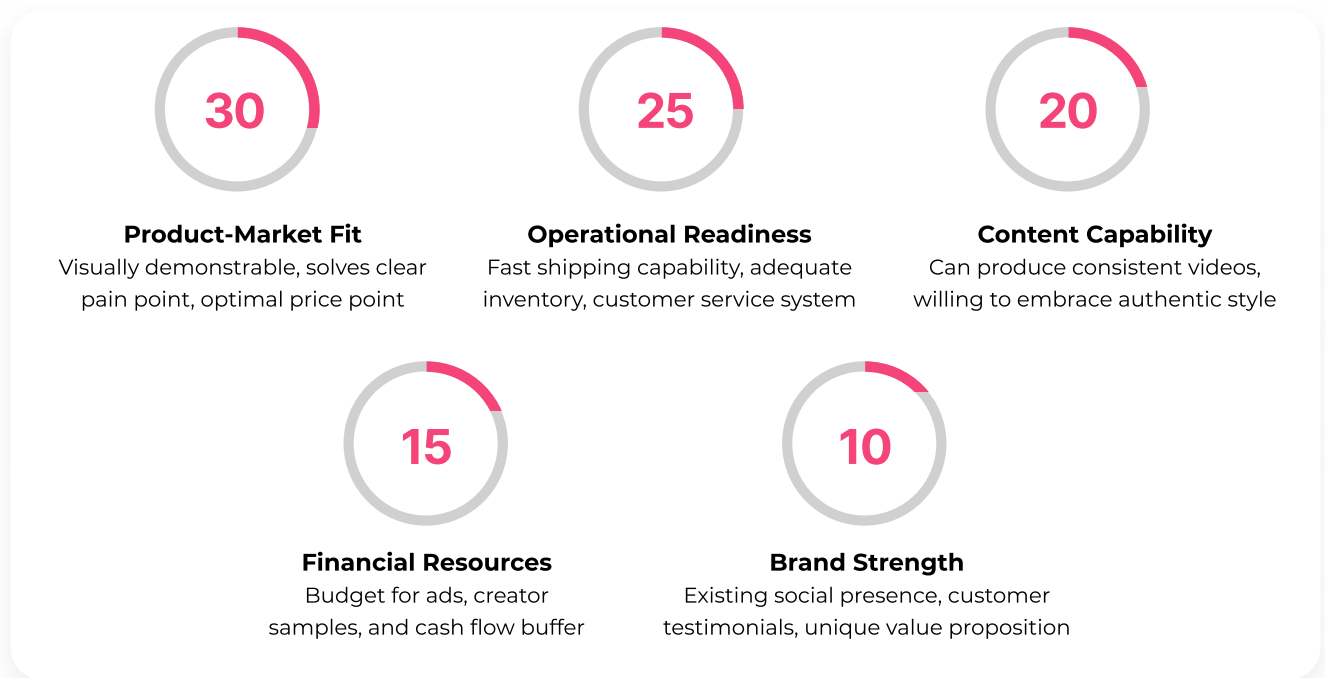 30
25
20
Product-Market Fit
Visually demonstrable, solves clear
pain point, optimal price point
Operational Readiness
Fast shipping capability, adequate
inventory, customer service system
Content Capability
Can produce consistent videos,
willing to embrace authentic style
15
10
Financial Resources
Budget for ads, creator
samples, and cash flow buffer
Brand Strength
Existing social presence, customer
testimonials, unique value proposition